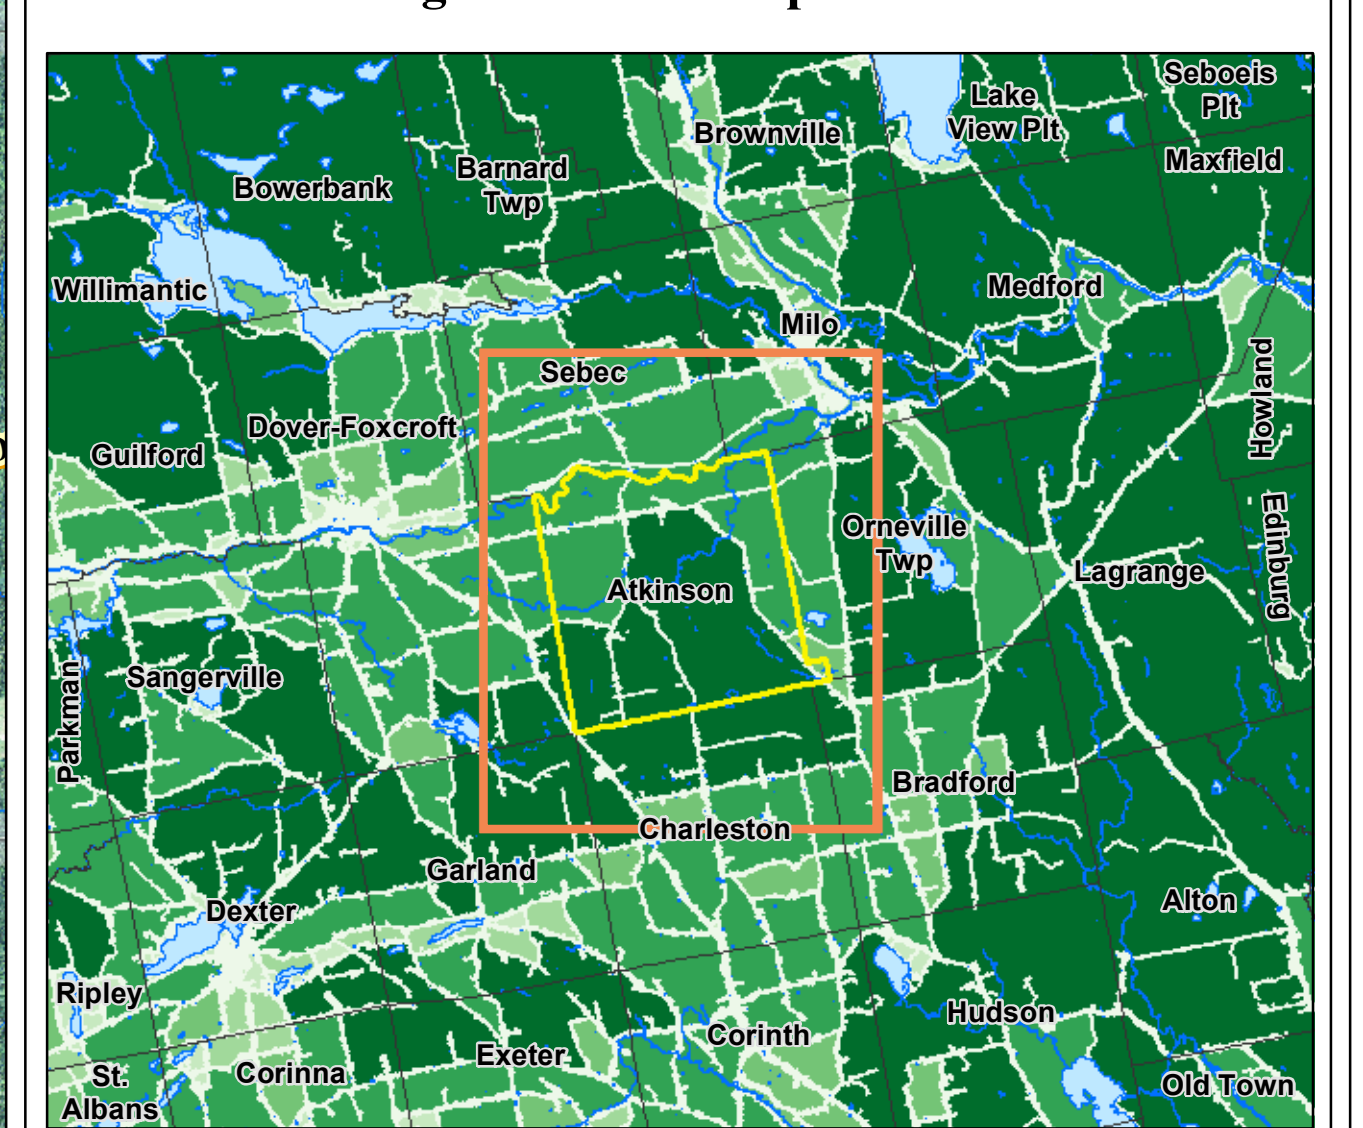 Seboeis
Plt
Lake
View Plt
Brownville
Maxfield
Barnard
Twp
Bowerbank
Willimantic
Medford
Milo
Sebec
Howland
Dover-Foxcroft
Guilford
Edinburg
Orneville
Twp
Lagrange
Atkinson
Sangerville
Parkman
Bradford
Charleston
Garland
Alton
Dexter
Ripley
Hudson
Corinth
Exeter
Corinna
St.
Albans
Old Town